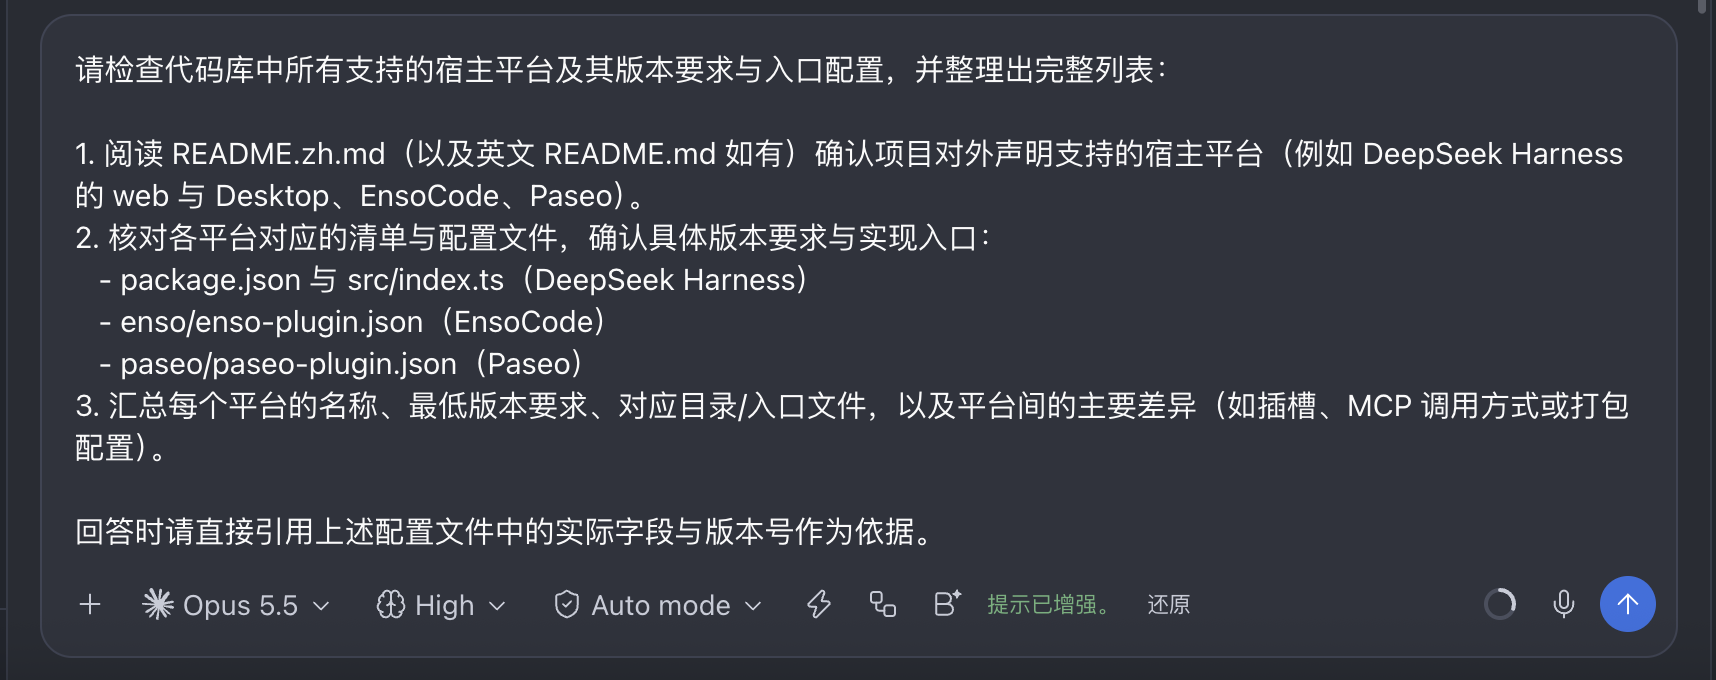 请检查代码库中所有支持的宿主平台及其版本要求与入口配置，并整理出完整列表：
1. 阅读 README.zh.md（以及英文 README.md 如有）确认项目对外声明支持的宿主平台（例如 DeepSeek Harness
的 web 与 Desktop、EnsoCode、Paseo）。
2. 核对各平台对应的清单与配置文件，确认具体版本要求与实现入口：
- package.json 与 src/index.ts（DeepSeek Harness）
- enso/enso-plugin.json（EnsoCode）
- paseo/paseo-plugin.json（Paseo）
3. 汇总每个平台的名称、最低版本要求、对应目录/入口文件，以及平台间的主要差异（如插槽、MCP 调用方式或打包
配置）。
回答时请直接引用上述配置文件中的实际字段与版本号作为依据。
Opus 5.5 High Auto mode B 提示已增强。 还原